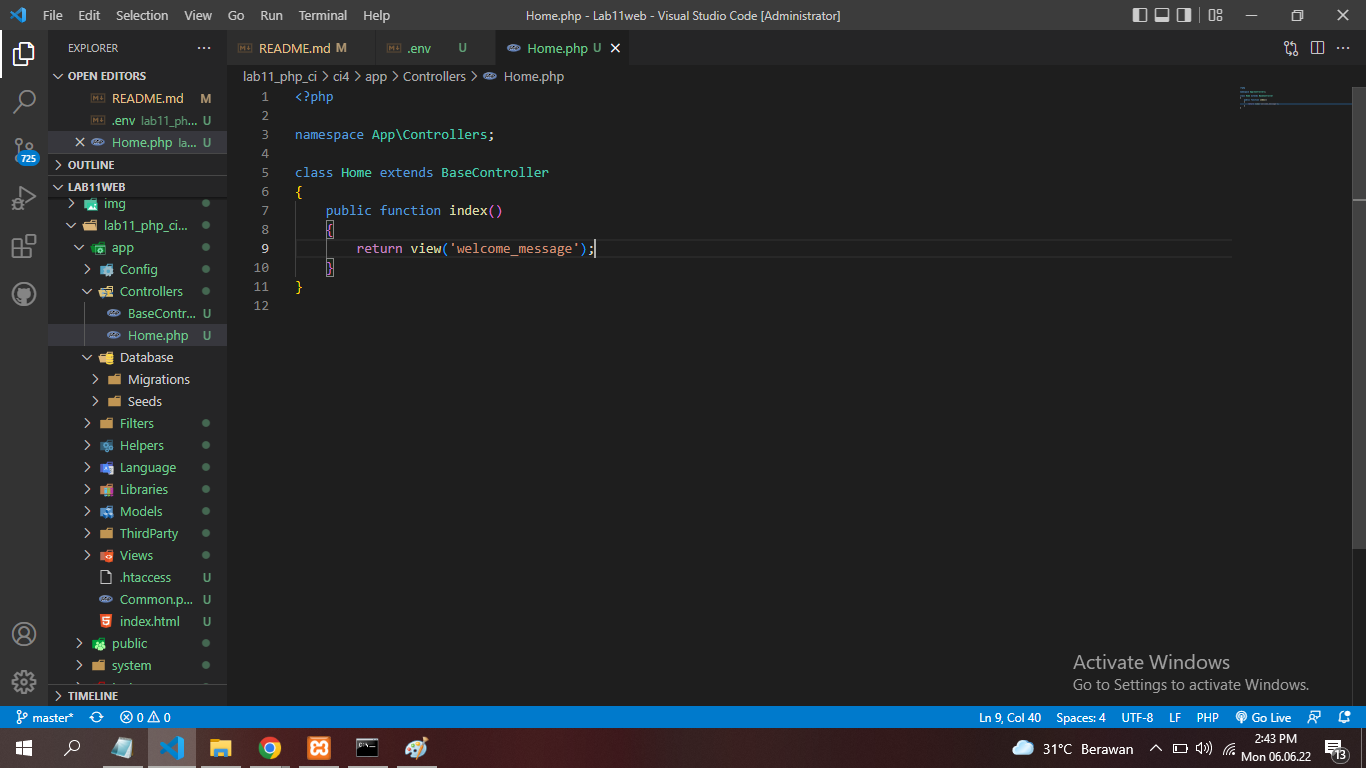 File Edit Selection View Go Run Terminal Help Home.php - Lab11web - Visual Studio Code [Administrator]
EXPLORER ...
README.md M
.env U
Home.php U
OPEN EDITORS
README.md M
.env lab11_ph... U
Home.php la... U
OUTLINE
LAB11WEB
img
lab11_php_ci...
app
Config
Controllers
BaseContr... U
Home.php U
Database
Migrations
Seeds
Filters
Helpers
Language
Libraries
Models
ThirdParty
Views
.htaccess U
Common.p... U
index.html U
public
system
TIMELINE
725
lab11_php_ci > ci4 > app > Controllers > Home.php
1 <?php
2
3 namespace App\Controllers;
4
5 class Home extends BaseController
6 {
7 public function index()
8 {
9 return view('welcome_message');
10 }
11 }
12
Activate Windows
Go to Settings to activate Windows.
master* 0 0 Ln 9, Col 40 Spaces: 4 UTF-8 LF PHP Go Live
31°C Berawan
2:43 PM
Mon 06.06.22
13